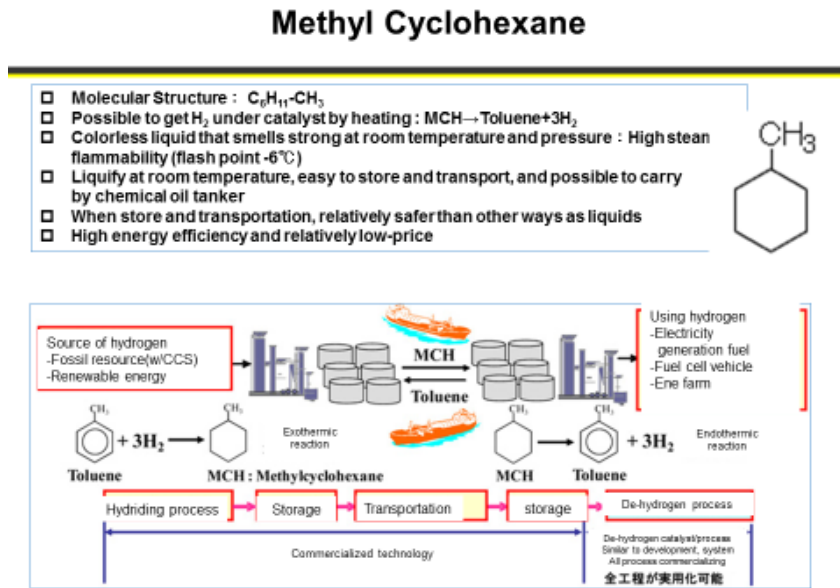 Methyl Cyclohexane
Molecular Structure : C6H11-CH3
Possible to get H2 under catalyst by heating : MCH→Toluene+3H2
Colorless liquid that smells strong at room temperature and pressure : High steam
flammability (flash point -6℃)
Liquify at room temperature, easy to store and transport, and possible to carry
by chemical oil tanker
When store and transportation, relatively safer than other ways as liquids
High energy efficiency and relatively low-price
CH3
Source of hydrogen
-Fossil resource(w/CCS)
-Renewable energy
MCH
Toluene
Using hydrogen
-Electricity
generation fuel
-Fuel cell vehicle
-Ene farm
CH3
+ 3H2
Toluene
CH3
MCH : Methylcyclohexane
Exothermic
reaction
CH3
MCH
CH3
+ 3H2
Toluene
Endothermic
reaction
Hydriding process
Storage
Transportation
storage
De-hydrogen process
Commercialized technology
De-hydrogen catalyst/process
Similar to development, system
All process commercializing
全工程が実用化可能